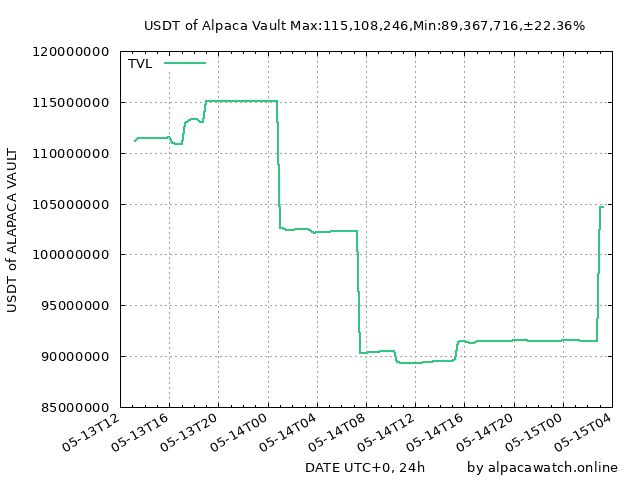 USDT of Alpaca Vault Max:115,108,246,Min:89,367,716,±22.36%
TVL
120000000
115000000
110000000
105000000
100000000
95000000
90000000
85000000
USDT of ALAPACA VAULT
05-13T12
05-13T16
05-13T20
05-14T00
05-14T04
05-14T08
05-14T12
05-14T16
05-14T20
05-15T00
05-15T04
DATE UTC+0, 24h
by alpacawatch.online